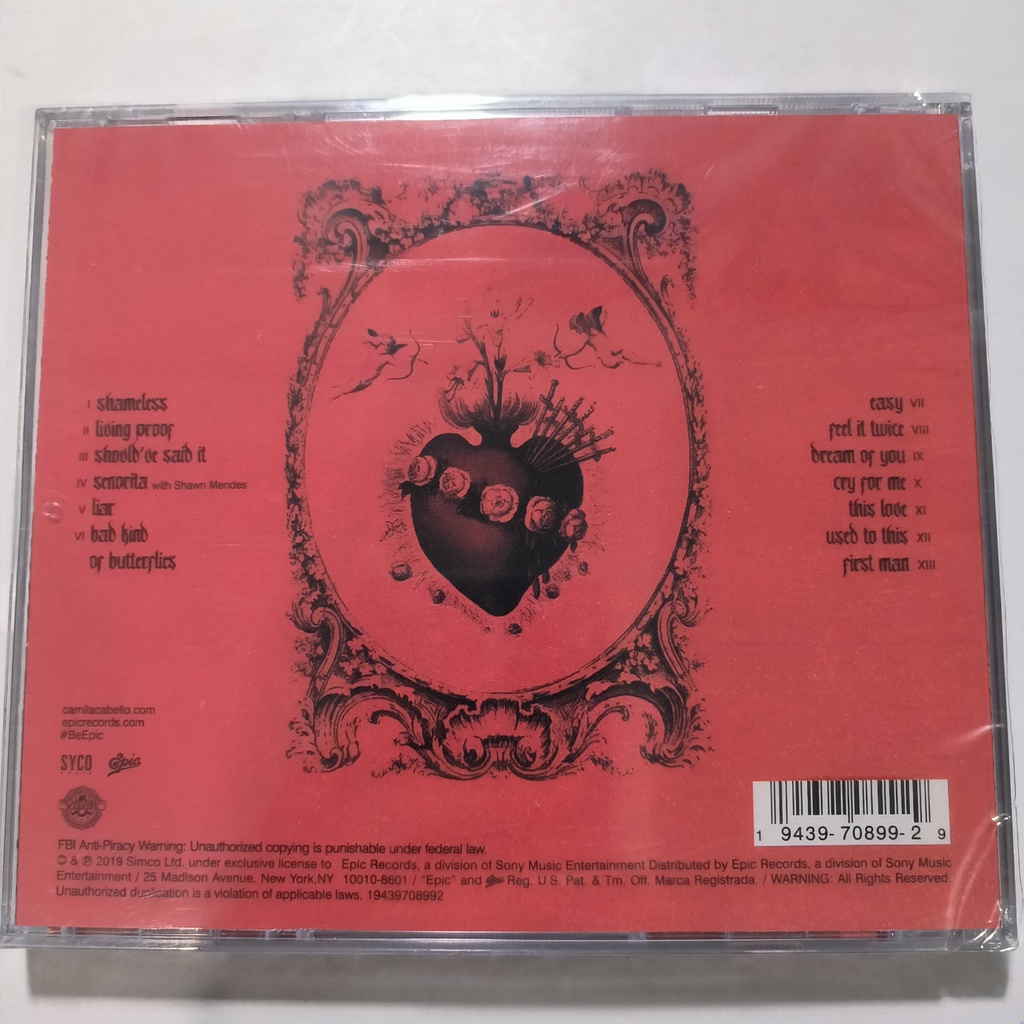 I shameless
II living proof
III should've said it
IV señorita with Shawn Mendes
V liar
VI bad kind
of butterflies
easy VII
feel it twice VIII
dream of you IX
cry for me X
this love XI
used to this XII
first man XIII
camilacabello.com
epicrecords.com
#BeEpic
SYCO Epic
1 9439-70899-2 9
FBI Anti-Piracy Warning: Unauthorized copying is punishable under federal law.
© & ℗ 2019 Simco Ltd. under exclusive license to Epic Records, a division of Sony Music Entertainment Distributed by Epic Records, a division of Sony Music
Entertainment / 25 Madison Avenue, New York,NY 10010-8601 / "Epic" and Epic Reg. U.S. Pat. & Tm. Off. Marca Registrada. / WARNING: All Rights Reserved.
Unauthorized duplication is a violation of applicable laws. 19439708992